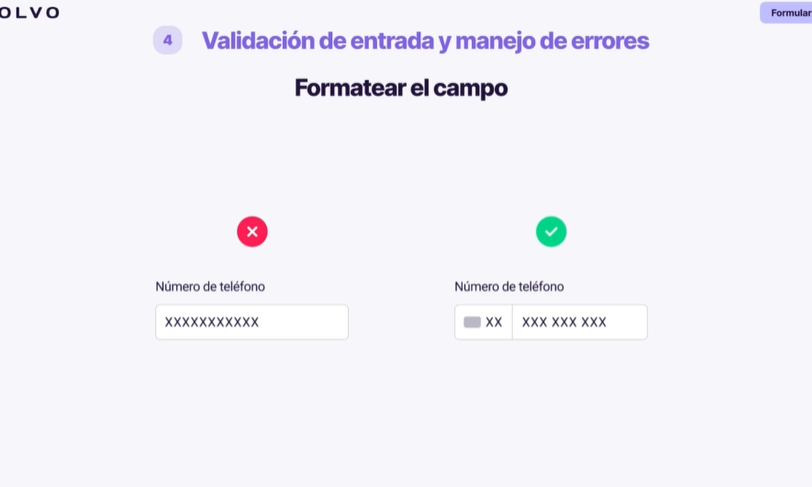 OLVO
Formular
4 Validación de entrada y manejo de errores
Formatear el campo
Número de teléfono
XXXXXXXXXXX
Número de teléfono
XX XXX XXX XXX